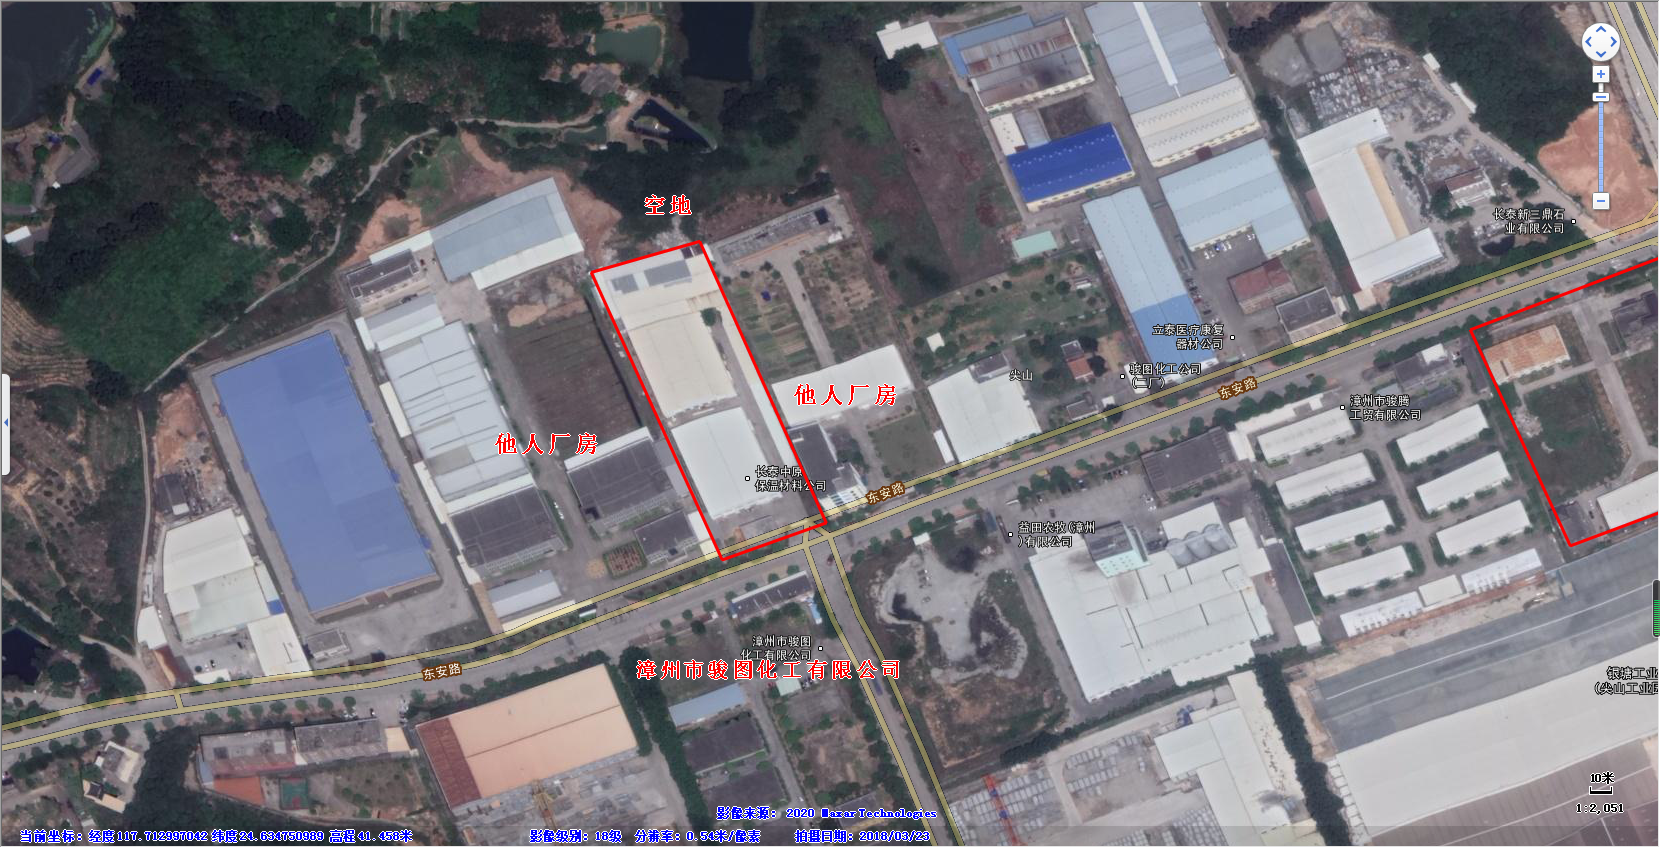 空地
长泰新三鼎石
业有限公司
立泰医疗康复
器材公司
尖山
骏图化工公司
(二厂)
东安路
他人厂房
漳州市骏腾
工贸有限公司
他人厂房
长泰中原
保温材料公司
东安路
益田农牧(漳州
)有限公司
漳州市骏图
化工有限公司
漳州市骏图化工有限公司
东安路
银塘工业
(尖山工业园
10米
1:2,051
影像来源: 2020 MaxarTechnologies
当前坐标: 经度117.712997042 纬度24.634750989 高程41.458米
影像级别: 18级 分辨率: 0.54米/像素 拍摄日期: 2018/03/23